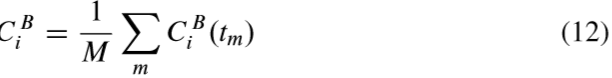 C_i^B = \frac{1}{M} \sum_m C_i^B(t_m) (12)